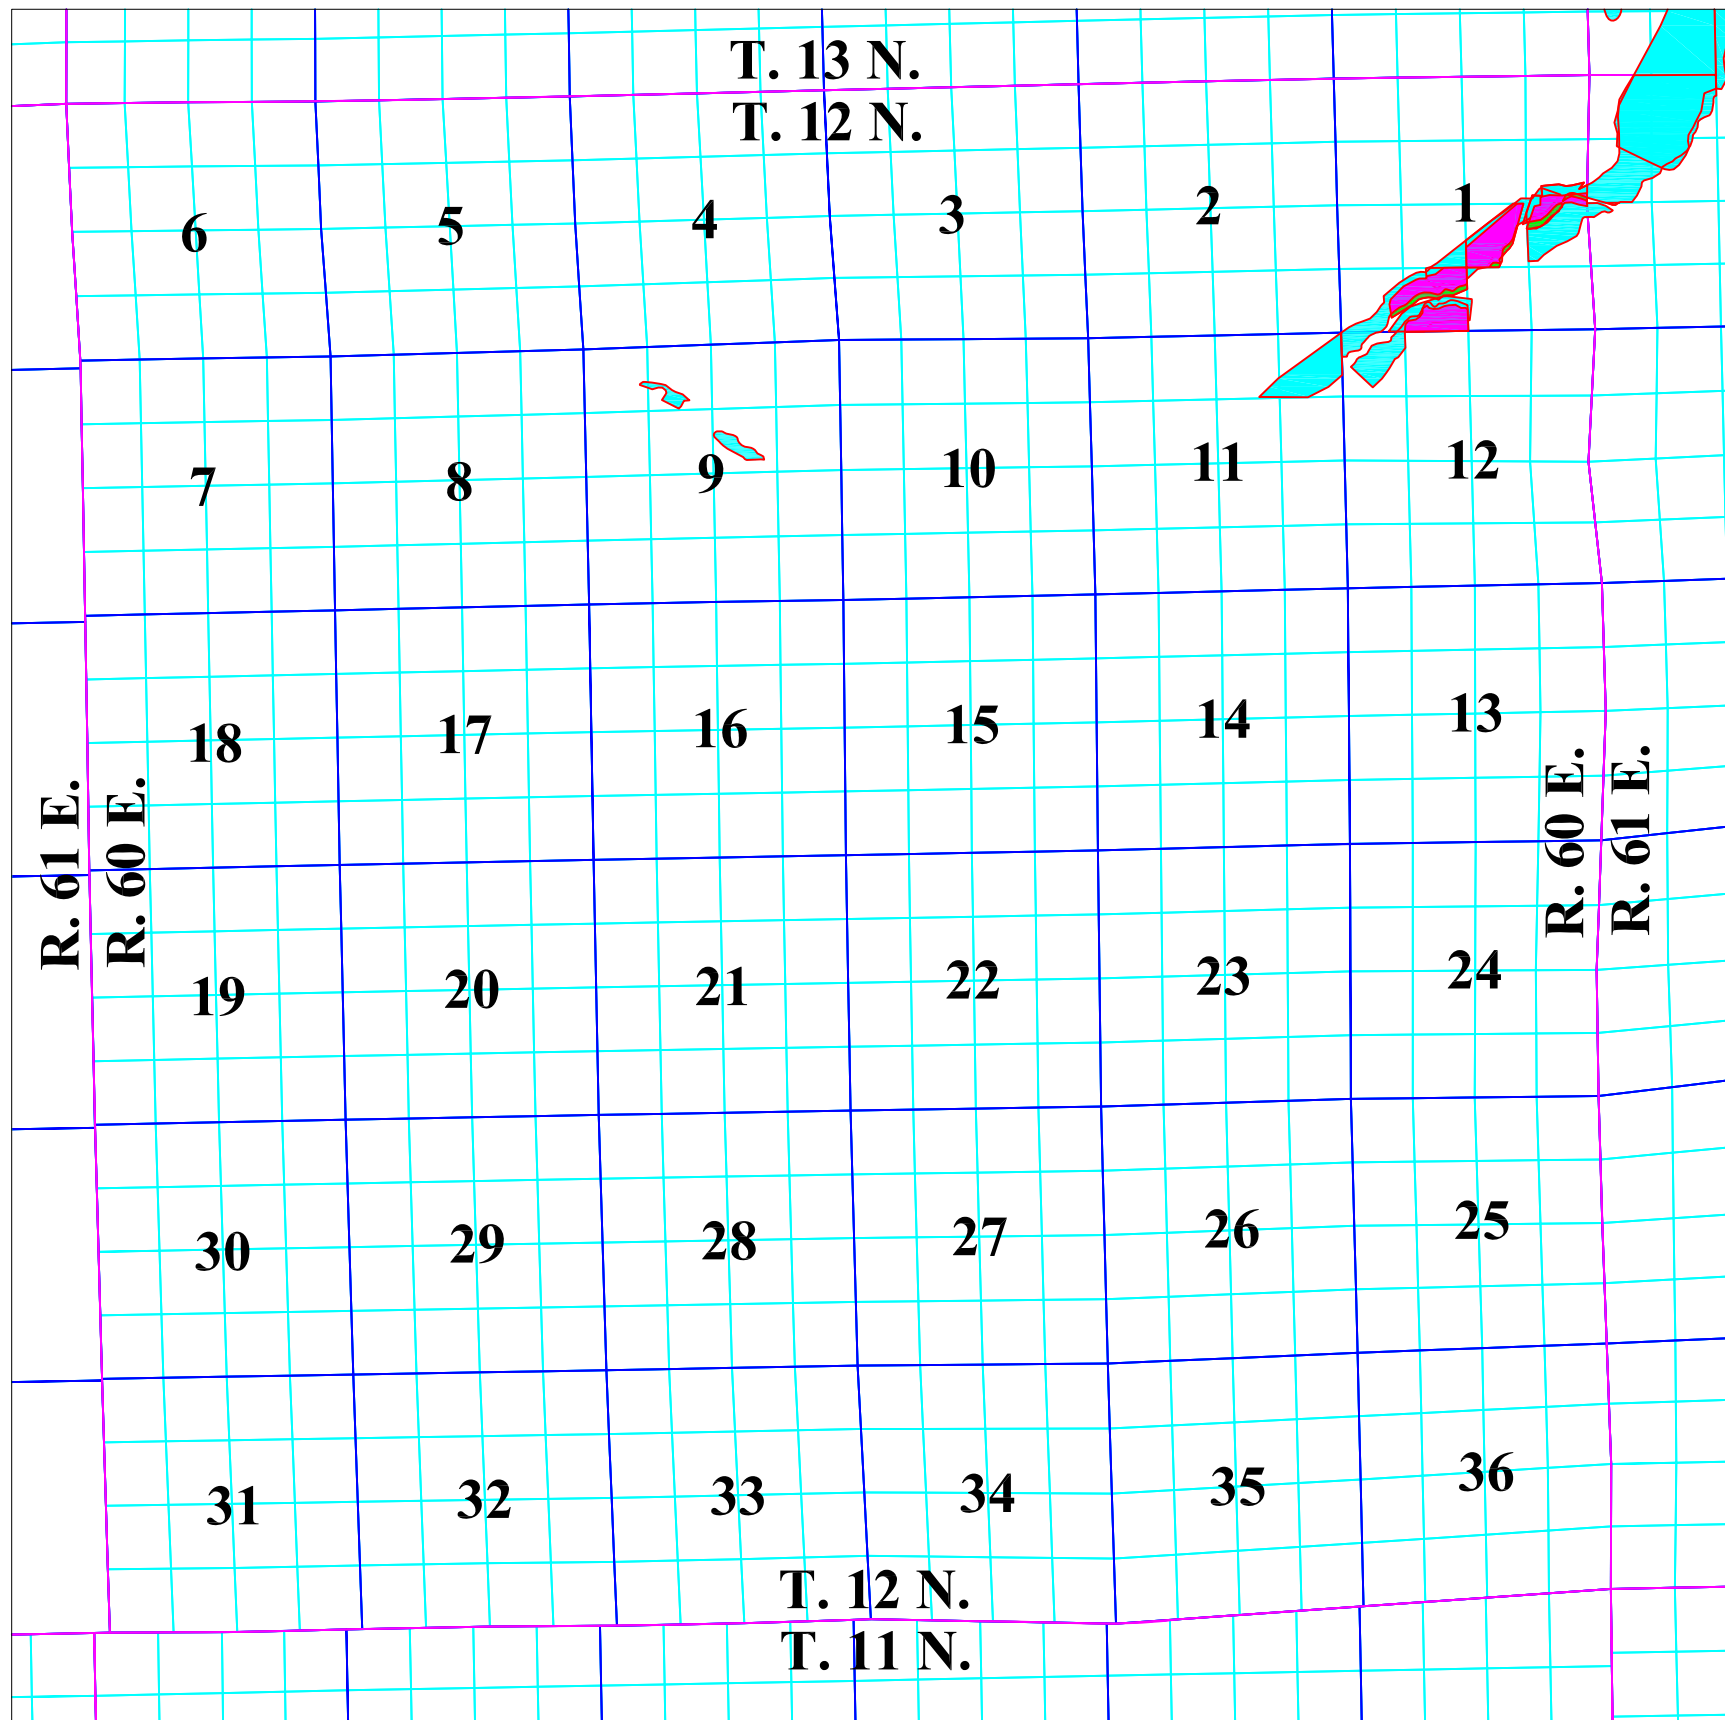 T. 13 N.
T. 12 N.
6 5 4 3 2 1
7 8 9 10 11 12
18 17 16 15 14 13
R. 61 E.
R. 60 E.
R. 60 E.
R. 61 E.
19 20 21 22 23 24
30 29 28 27 26 25
31 32 33 34 35 36
T. 12 N.
T. 11 N.